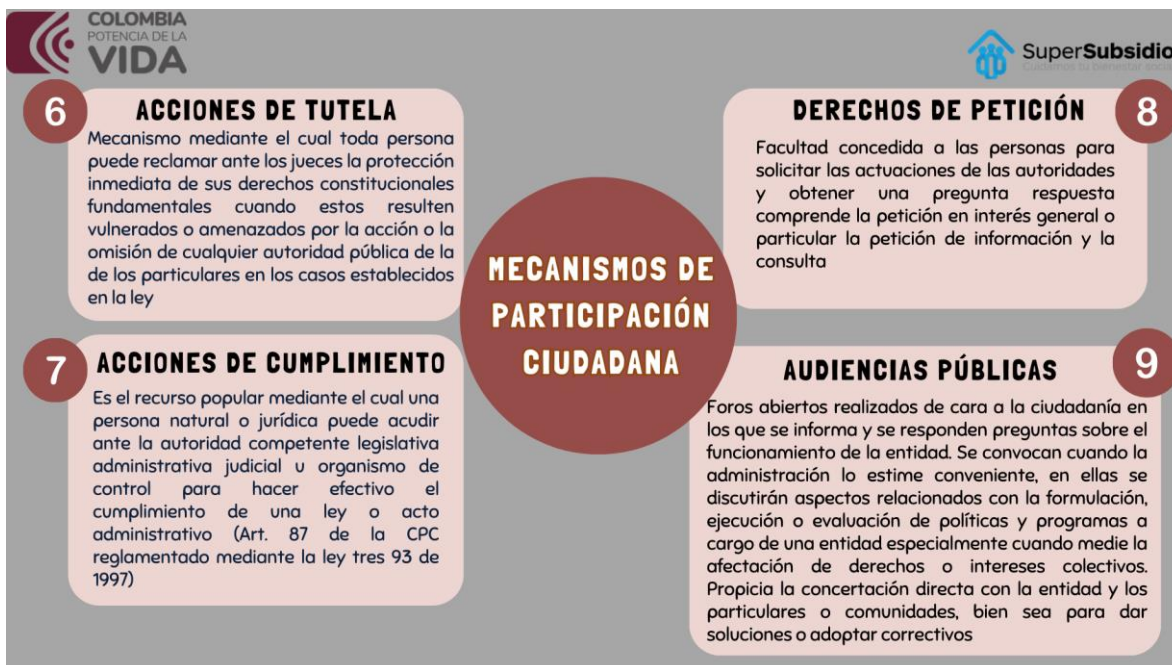 COLOMBIA
POTENCIA DE LA
VIDA
SuperSubsidio
Cuidamos tu bienestar social
6
ACCIONES DE TUTELA
Mecanismo mediante el cual toda persona
puede reclamar ante los jueces la protección
inmediata de sus derechos constitucionales
fundamentales cuando estos resulten
vulnerados o amenazados por la acción o la
omisión de cualquier autoridad pública de la
de los particulares en los casos establecidos
en la ley
7
ACCIONES DE CUMPLIMIENTO
Es el recurso popular mediante el cual una
persona natural o jurídica puede acudir
ante la autoridad competente legislativa
administrativa judicial u organismo de
control para hacer efectivo el
cumplimiento de una ley o acto
administrativo (Art. 87 de la CPC
reglamentado mediante la ley tres 93 de
1997)
MECANISMOS DE
PARTICIPACIÓN
CIUDADANA
8
DERECHOS DE PETICIÓN
Facultad concedida a las personas para
solicitar las actuaciones de las autoridades
y obtener una pregunta respuesta
comprende la petición en interés general o
particular la petición de información y la
consulta
9
AUDIENCIAS PÚBLICAS
Foros abiertos realizados de cara a la ciudadanía en
los que se informa y se responden preguntas sobre el
funcionamiento de la entidad. Se convocan cuando la
administración lo estime conveniente, en ellas se
discutirán aspectos relacionados con la formulación,
ejecución o evaluación de políticas y programas a
cargo de una entidad especialmente cuando medie la
afectación de derechos o intereses colectivos.
Propicia la concertación directa con la entidad y los
particulares o comunidades, bien sea para dar
soluciones o adoptar correctivos